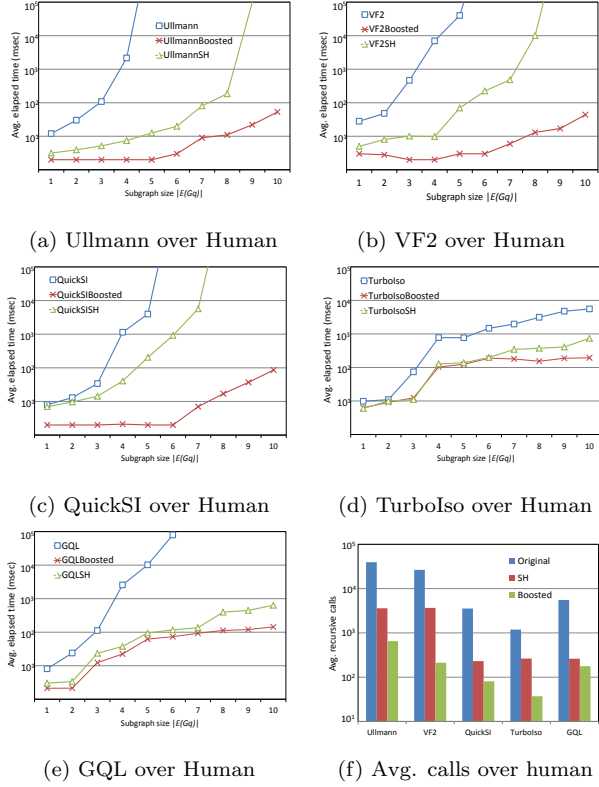 10⁵
10⁴
10³
10²
10¹
Avg. elapsed time (msec)
Ullmann
UllmannBoosted
UllmannSH
1 2 3 4 5 6 7 8 9 10
Subgraph size |E(Gq)|
(a) Ullmann over Human
10⁵
10⁴
10³
10²
10¹
Avg. elapsed time (msec)
VF2
VF2Boosted
VF2SH
1 2 3 4 5 6 7 8 9 10
Subgraph size |E(Gq)|
(b) VF2 over Human
10⁵
10⁴
10³
10²
10¹
Avg. elapsed time (msec)
QuickSI
QuickSIBoosted
QuickSISH
1 2 3 4 5 6 7 8 9 10
Subgraph size |E(Gq)|
(c) QuickSI over Human
10⁵
10⁴
10³
10²
10¹
Avg. elapsed time (msec)
TurboIso
TurboIsoBoosted
TurboIsoSH
1 2 3 4 5 6 7 8 9 10
Subgraph size |E(Gq)|
(d) TurboIso over Human
10⁵
10⁴
10³
10²
10¹
Avg. elapsed time (msec)
GQL
GQLBoosted
GQLSH
1 2 3 4 5 6 7 8 9 10
Subgraph size |E(Gq)|
(e) GQL over Human
10⁵
10⁴
10³
10²
10¹
Avg. recursive calls
Original
SH
Boosted
Ullmann VF2 QuickSI TurboIso GQL
(f) Avg. calls over human